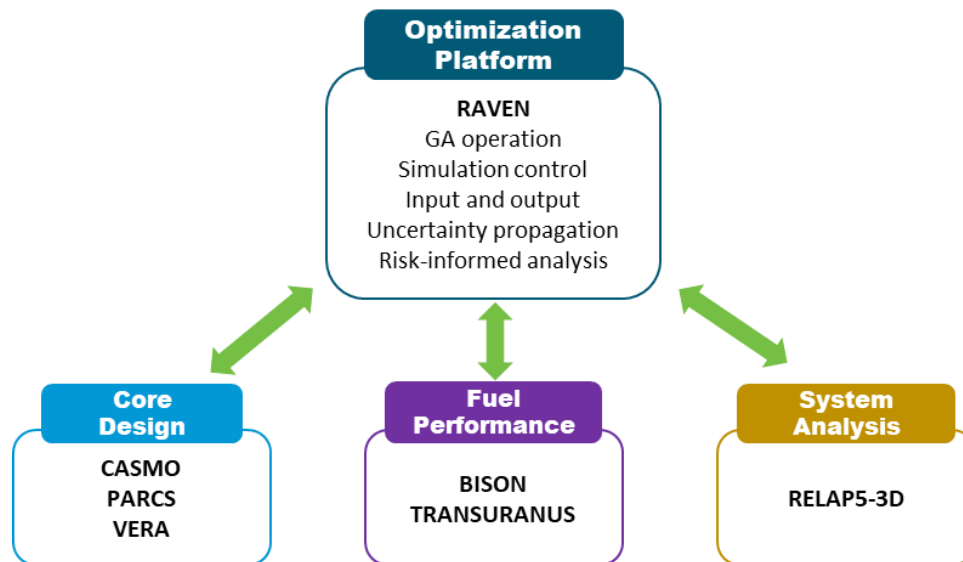 Optimization
Platform
RAVEN
GA operation
Simulation control
Input and output
Uncertainty propagation
Risk-informed analysis
Core
Design
CASMO
PARCS
VERA
Fuel
Performance
BISON
TRANSURANUS
System
Analysis
RELAP5-3D